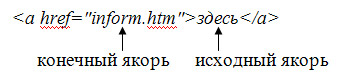 <a href="inform.htm">здесь</a>
конечный якорь исходный якорь